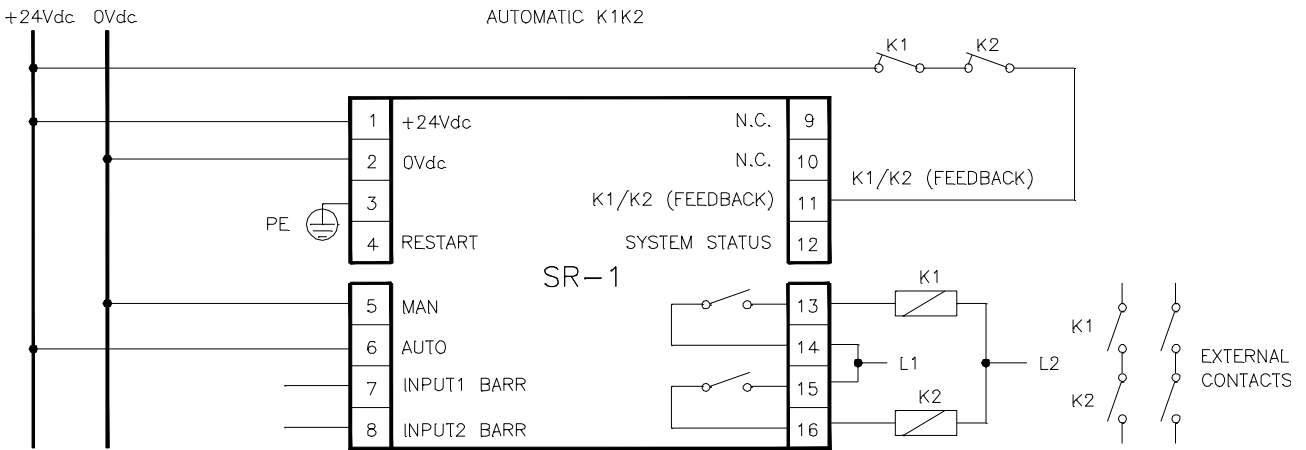 +24Vdc 0Vdc AUTOMATIC K1K2
K1 K2
1 +24Vdc N.C. 9
2 0Vdc N.C. 10
K1/K2 (FEEDBACK)
3 K1/K2 (FEEDBACK) 11
PE
4 RESTART SYSTEM STATUS 12
SR-1
K1
5 MAN 13
K1
6 AUTO 14
L1 L2
EXTERNAL
CONTACTS
7 INPUT1 BARR 15
K2 K2
8 INPUT2 BARR 16